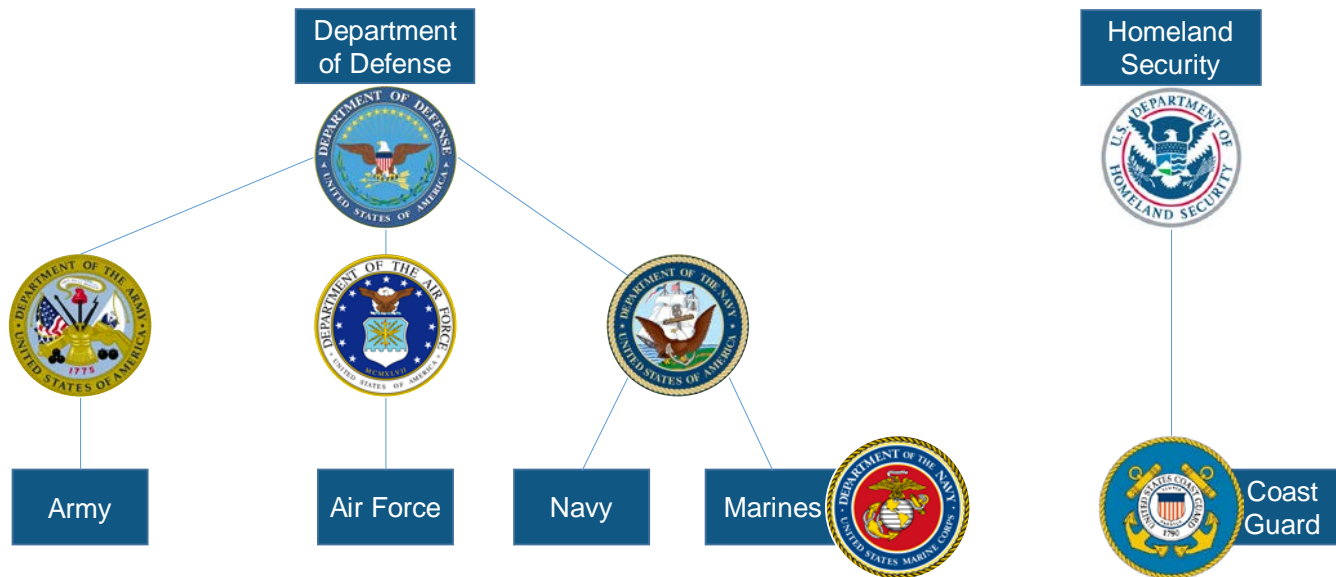 Department
of Defense
Homeland
Security
DEPARTMENT OF DEFENSE
UNITED STATES OF AMERICA
U.S. DEPARTMENT OF
HOMELAND SECURITY
DEPARTMENT OF THE ARMY
UNITED STATES OF AMERICA
1775
DEPARTMENT OF THE AIR FORCE
UNITED STATES OF AMERICA
MCMXLVII
DEPARTMENT OF THE NAVY
UNITED STATES OF AMERICA
Army
Air Force
Navy
Marines
DEPARTMENT OF THE NAVY
UNITED STATES MARINE CORPS
UNITED STATES COAST GUARD
1790
Coast
Guard